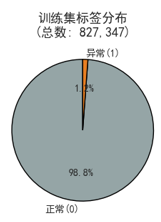 训练集标签分布
(总数: 827,347)
异常(1)
1.2%
98.8%
正常(0)